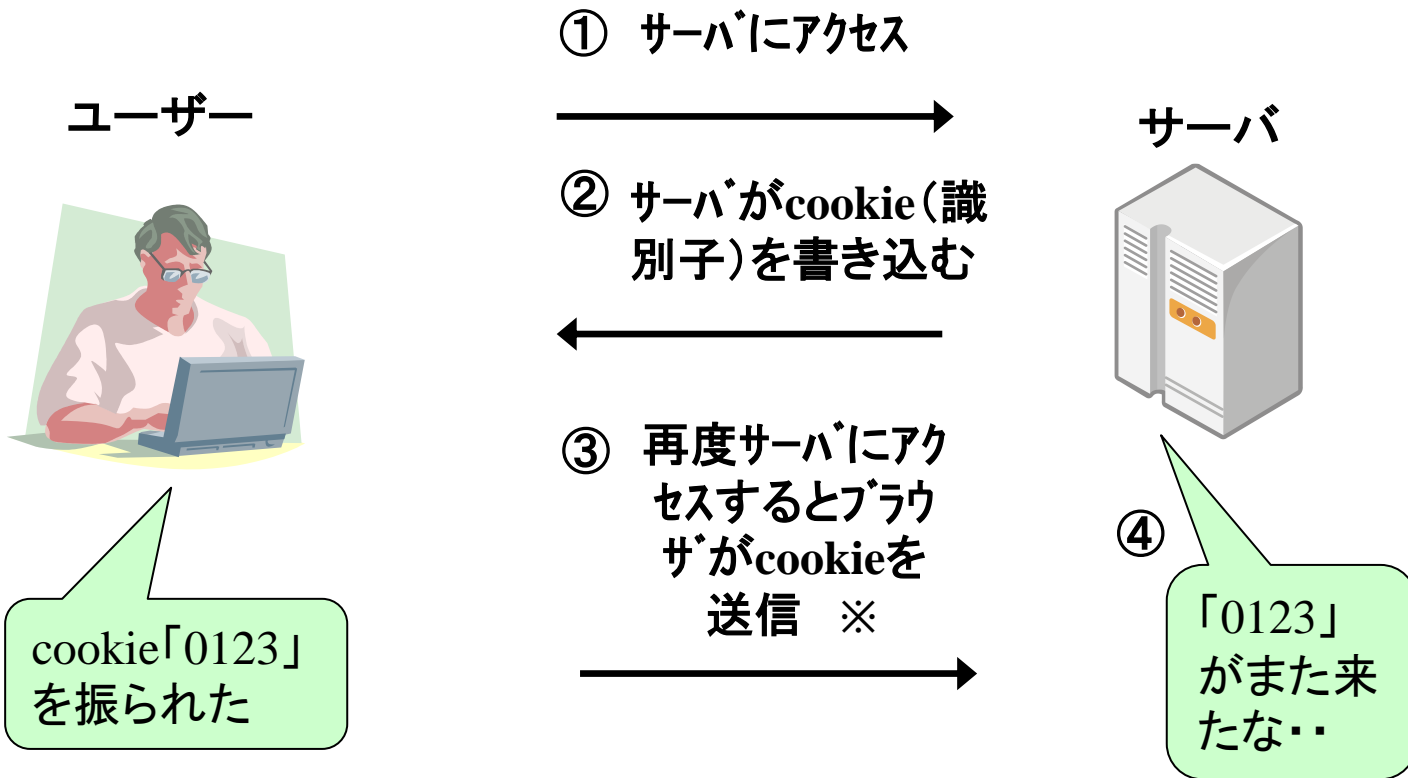 ① ｻｰﾊﾞにｱｸｾｽ
ユーザー
サーバ
② ｻｰﾊﾞがcookie（識
別子）を書き込む
③ 再度ｻｰﾊﾞにｱｸ
ｾｽするとﾌﾞﾗｳ
ｻﾞがcookieを
送信　※
cookie「0123」
を振られた
④
「0123」
がまた来
たな・・